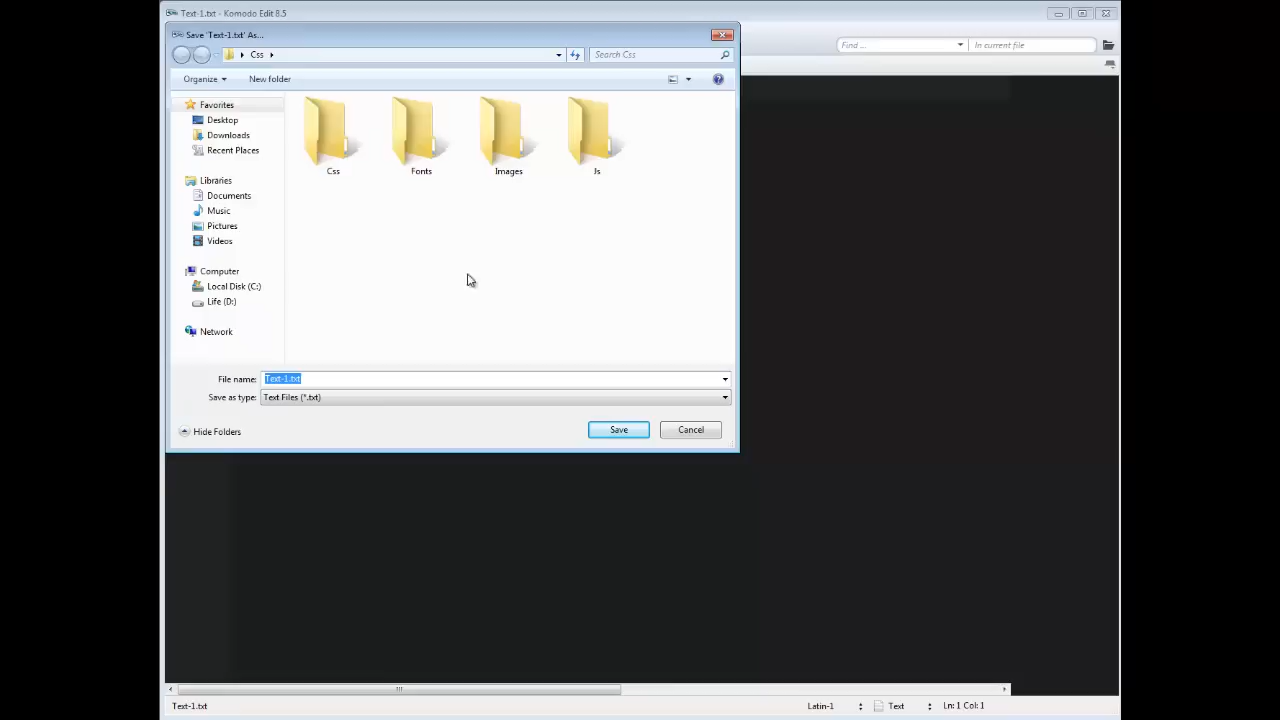 Text-1.txt - Komodo Edit 8.5
Save 'Text-1.txt' As...
Css
Search Css
Find ...
In current file
Organize
New folder
Favorites
Desktop
Downloads
Recent Places
Libraries
Documents
Music
Pictures
Videos
Computer
Local Disk (C:)
Life (D:)
Network
Css
Fonts
Images
Js
File name: Text-1.txt
Save as type: Text Files (*.txt)
Hide Folders
Save
Cancel
Text-1.txt
Latin-1
Text
Ln: 1 Col: 1